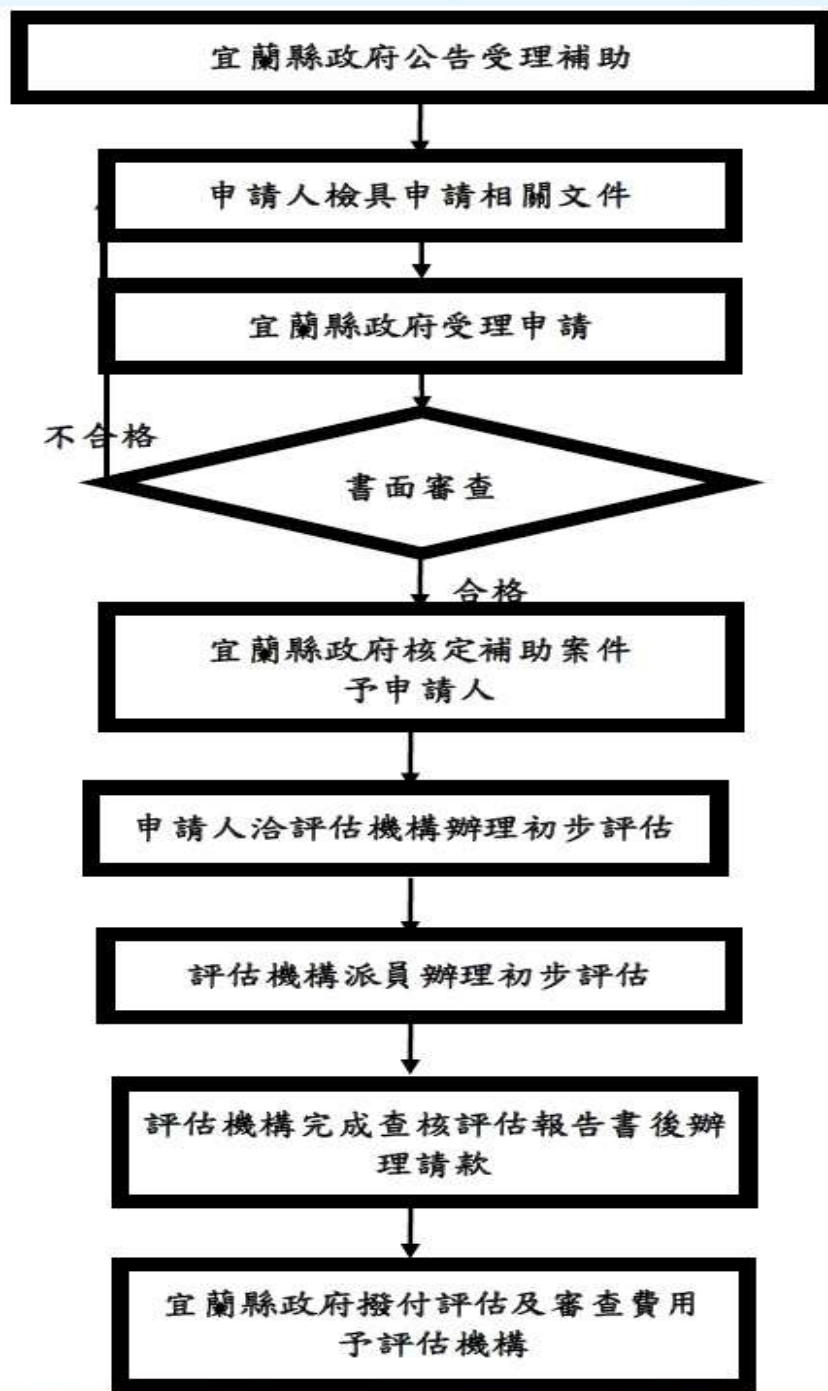 宜蘭縣政府公告受理補助
申請人檢具申請相關文件
宜蘭縣政府受理申請
不合格
書面審查
合格
宜蘭縣政府核定補助案件
予申請人
申請人洽評估機構辦理初步評估
評估機構派員辦理初步評估
評估機構完成查核評估報告書後辦
理請款
宜蘭縣政府撥付評估及審查費用
予評估機構